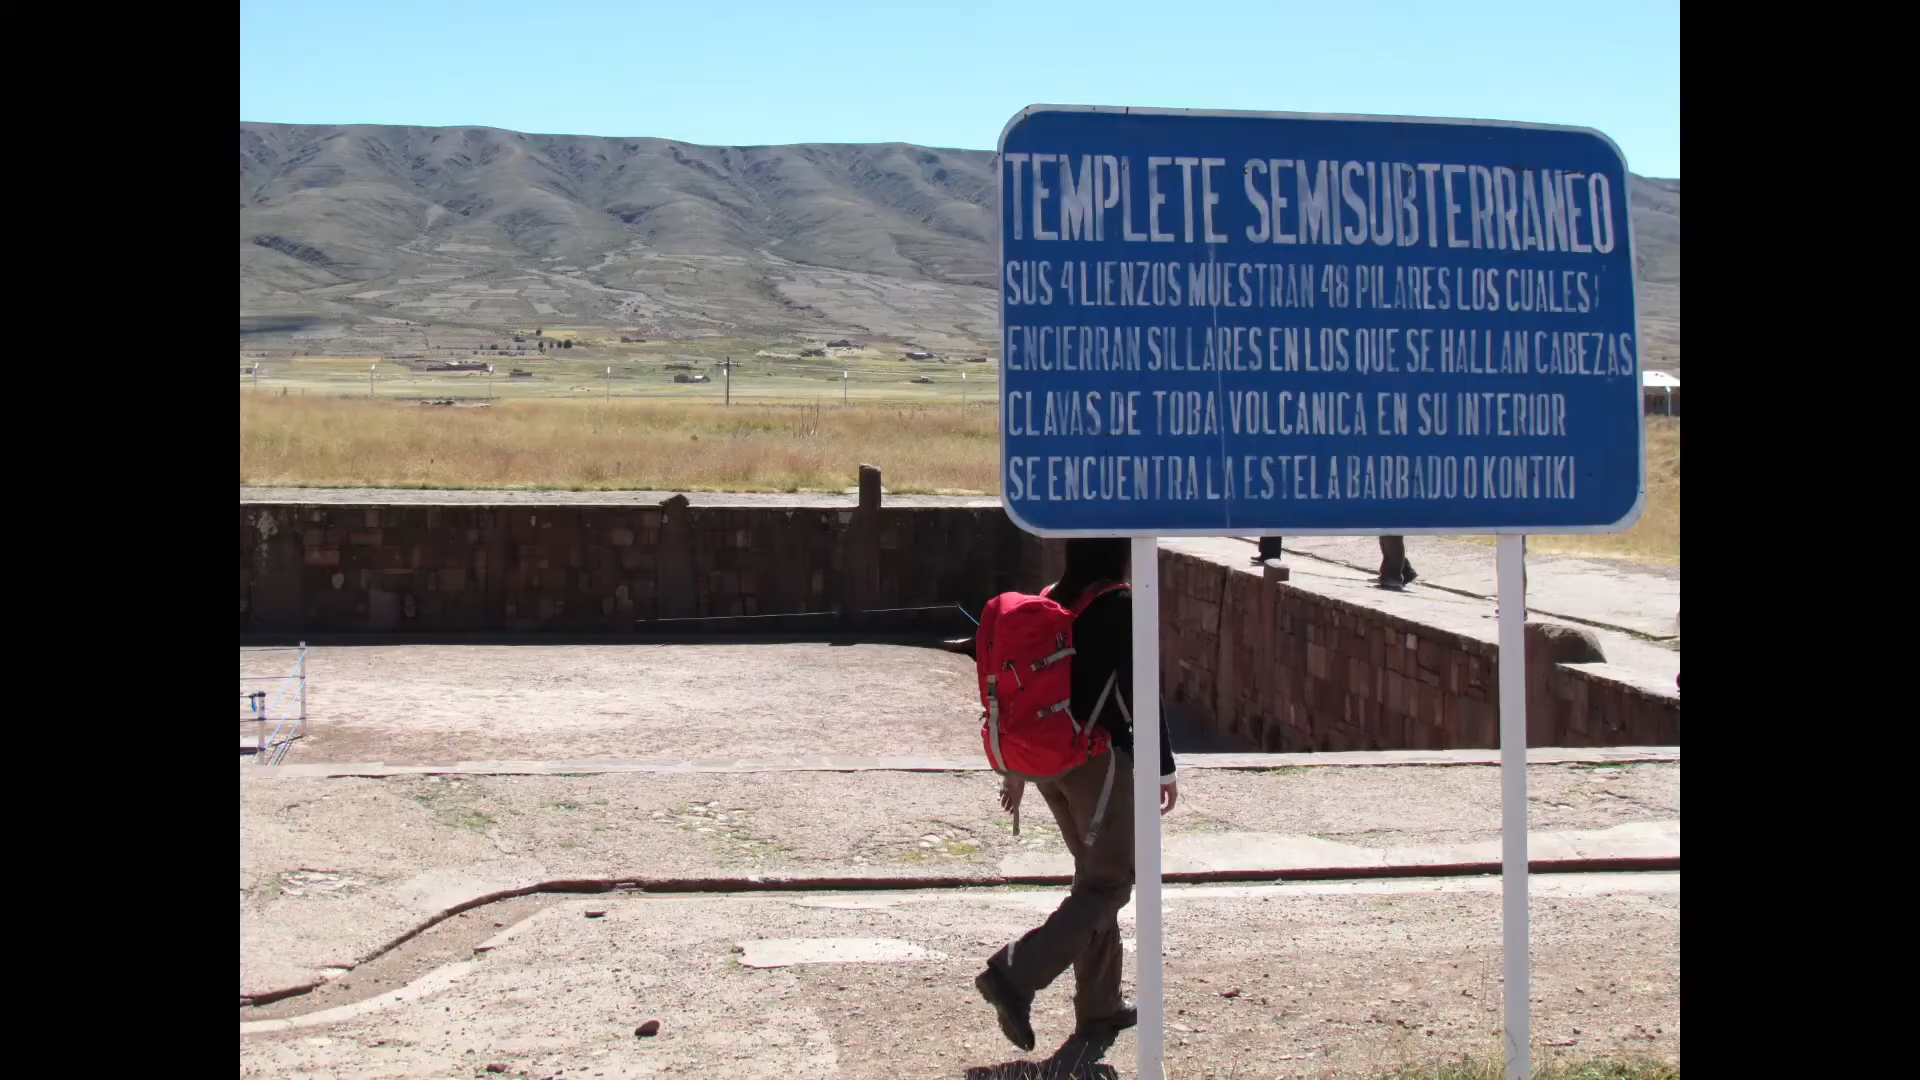 TEMPLETE SEMISUBTERRANEO
SUS 4 LIENZOS MUESTRAN 48 PILARES LOS CUALES
ENCIERRAN SILLARES EN LOS QUE SE HALLAN CABEZAS
CLAVAS DE TOBA VOLCANICA EN SU INTERIOR
SE ENCUENTRA LA ESTELA BARBADO O KONTIKI